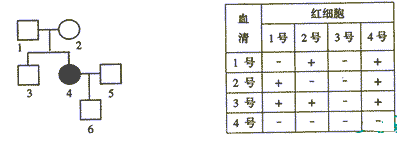 1
2
3
4
5
6
血清
红细胞
1号 2号 3号 4号
1号 - + - +
2号 + - - +
3号 + + - +
4号 - - - -